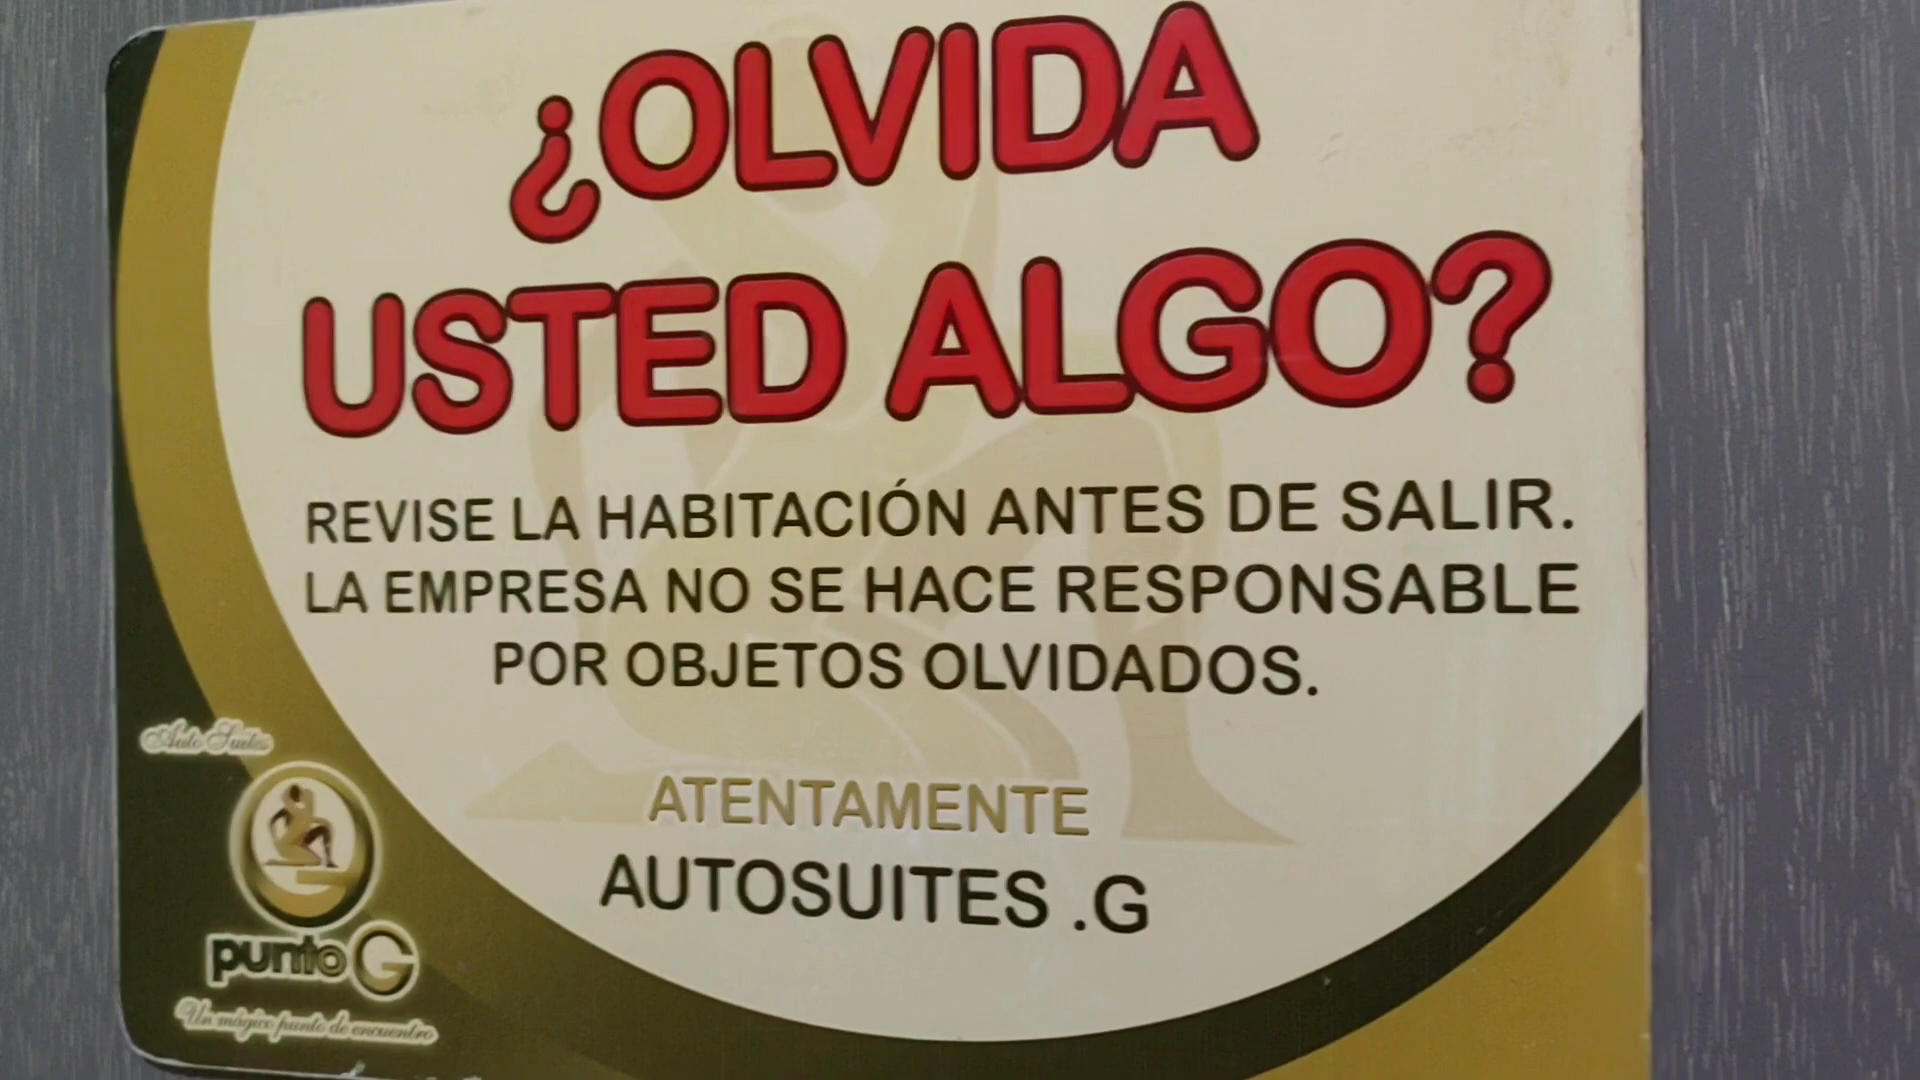 ¿OLVIDA
USTED ALGO?
REVISE LA HABITACIÓN ANTES DE SALIR.
LA EMPRESA NO SE HACE RESPONSABLE
POR OBJETOS OLVIDADOS.
ATENTAMENTE
AUTOSUITES .G
Auto Suites
punto G
Un mágico punto de encuentro